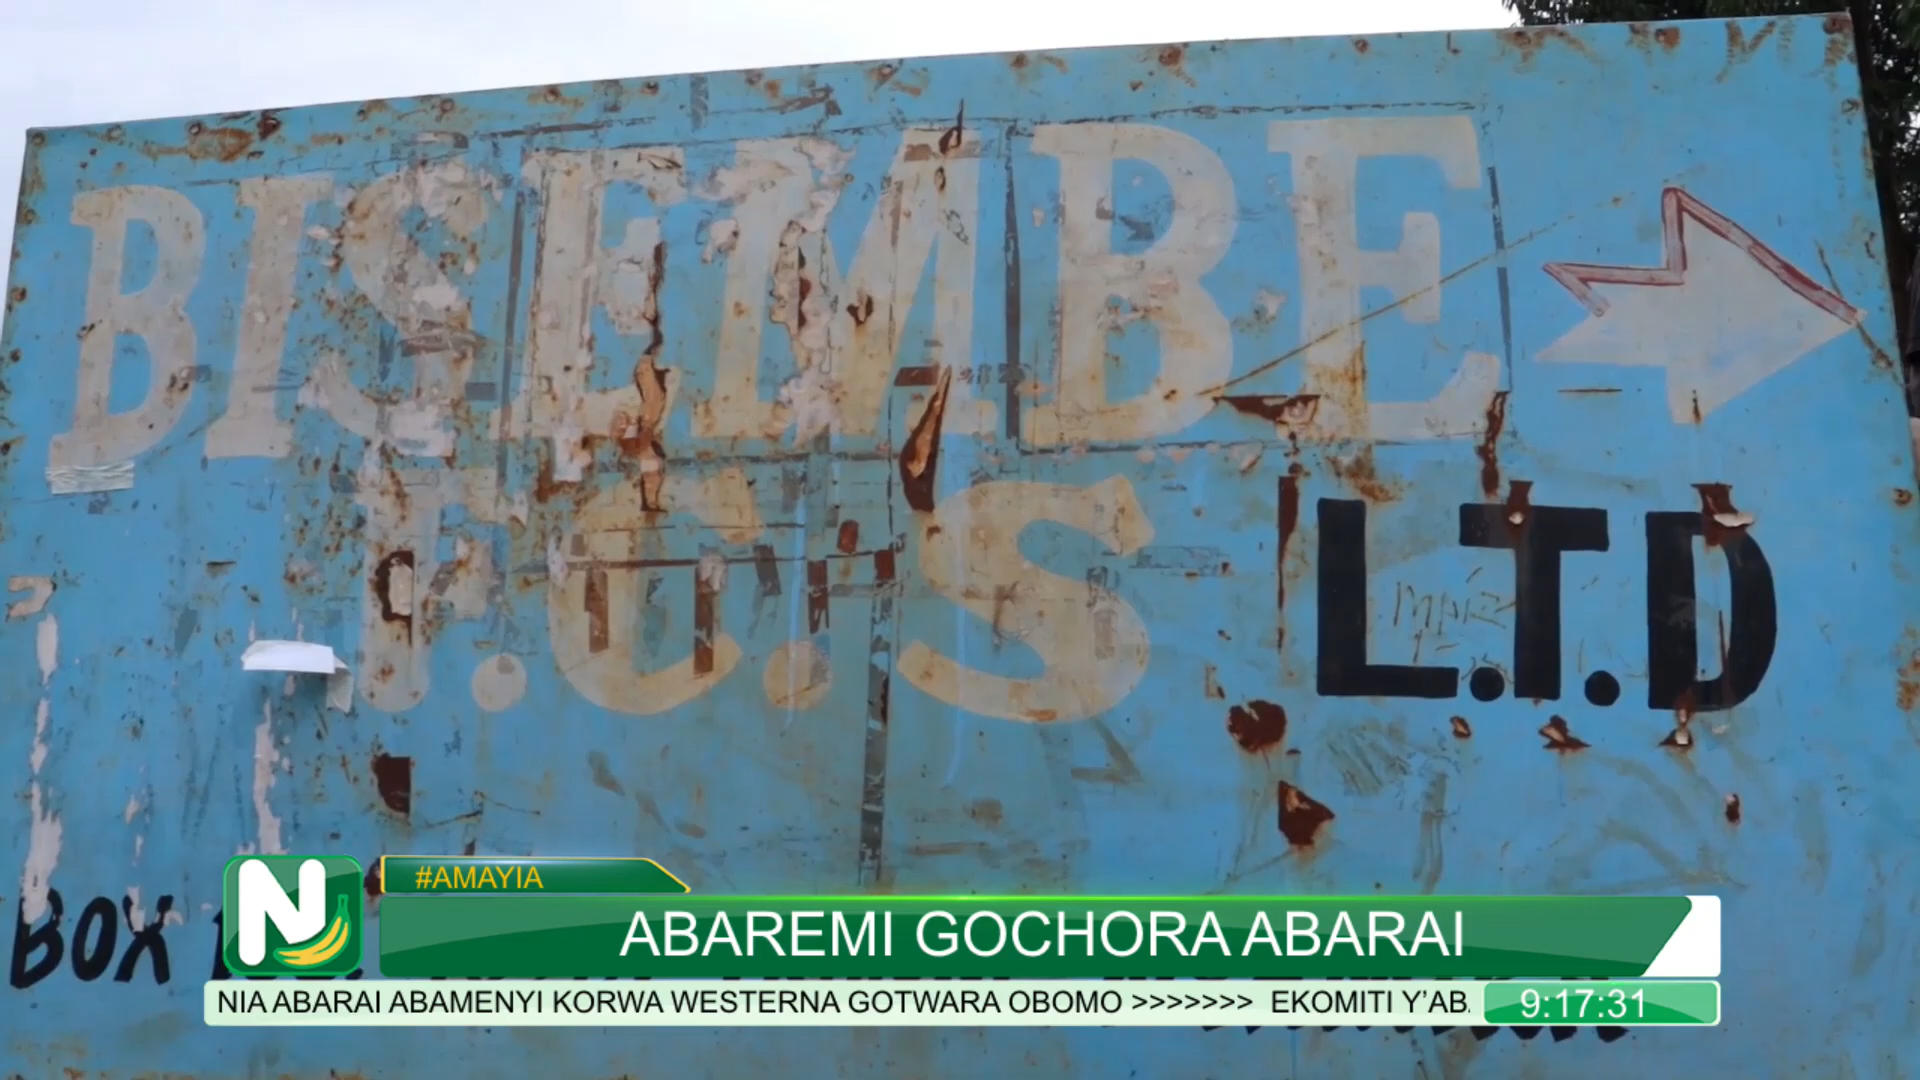 BISEMBE
F.C.S L.T.D
BOX
N
#AMAYIA
ABAREMI GOCHORA ABARAI
NIA ABARAI ABAMENYI KORWA WESTERNA GOTWARA OBOMO >>>>>>> EKOMITI Y'AB
9:17:31